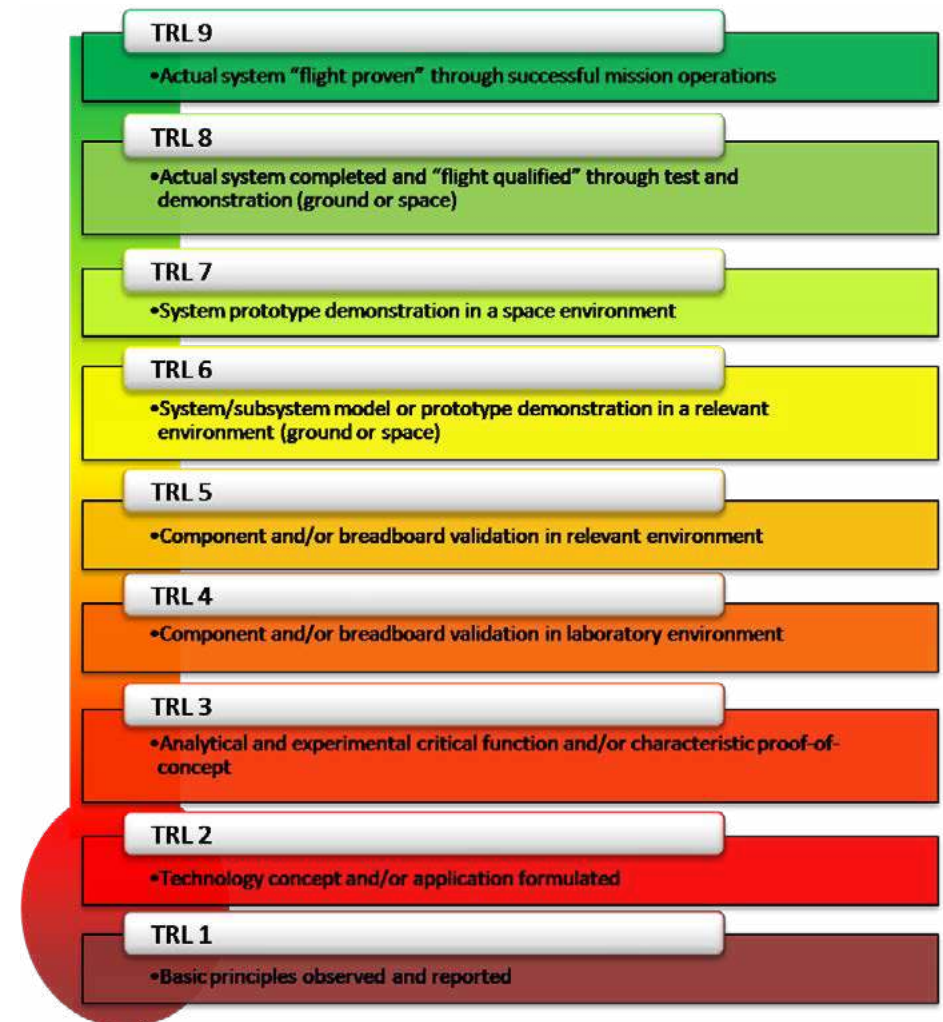 TRL 9
•Actual system “flight proven” through successful mission operations
TRL 8
•Actual system completed and “flight qualified” through test and
demonstration (ground or space)
TRL 7
•System prototype demonstration in a space environment
TRL 6
•System/subsystem model or prototype demonstration in a relevant
environment (ground or space)
TRL 5
•Component and/or breadboard validation in relevant environment
TRL 4
•Component and/or breadboard validation in laboratory environment
TRL 3
•Analytical and experimental critical function and/or characteristic proof-of-
concept
TRL 2
•Technology concept and/or application formulated
TRL 1
•Basic principles observed and reported